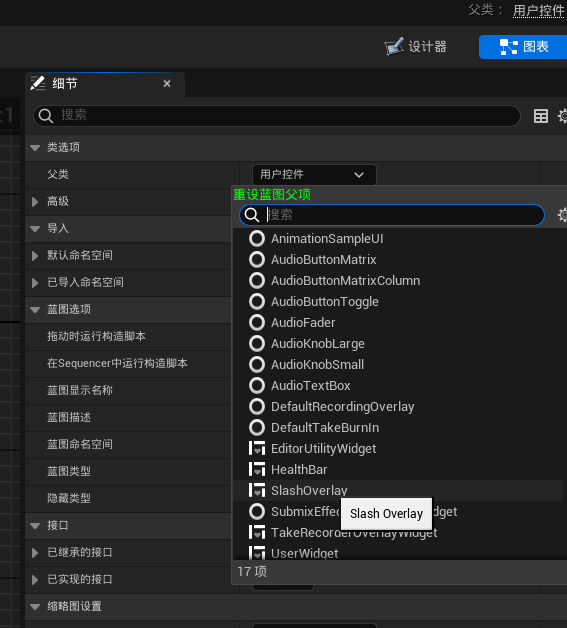 父类： 用户控件
设计器 图表
细节
搜索
类选项
父类 用户控件
重设蓝图父项
高级
搜索
导入
AnimationSampleUI
默认命名空间
AudioButtonMatrix
已导入命名空间
AudioButtonMatrixColumn
AudioButtonToggle
蓝图选项
AudioFader
拖动时运行构造脚本
AudioKnobLarge
在Sequencer中运行构造脚本
AudioKnobSmall
蓝图显示名称
AudioTextBox
蓝图描述
DefaultRecordingOverlay
DefaultTakeBurnIn
蓝图命名空间
EditorUtilityWidget
蓝图类型
HealthBar
隐藏类型
SlashOverlay
SubmixEffe
Slash Overlay
dget
接口
TakeRecorderOverlayWidget
已继承的接口
UserWidget
17 项
已实现的接口
缩略图设置